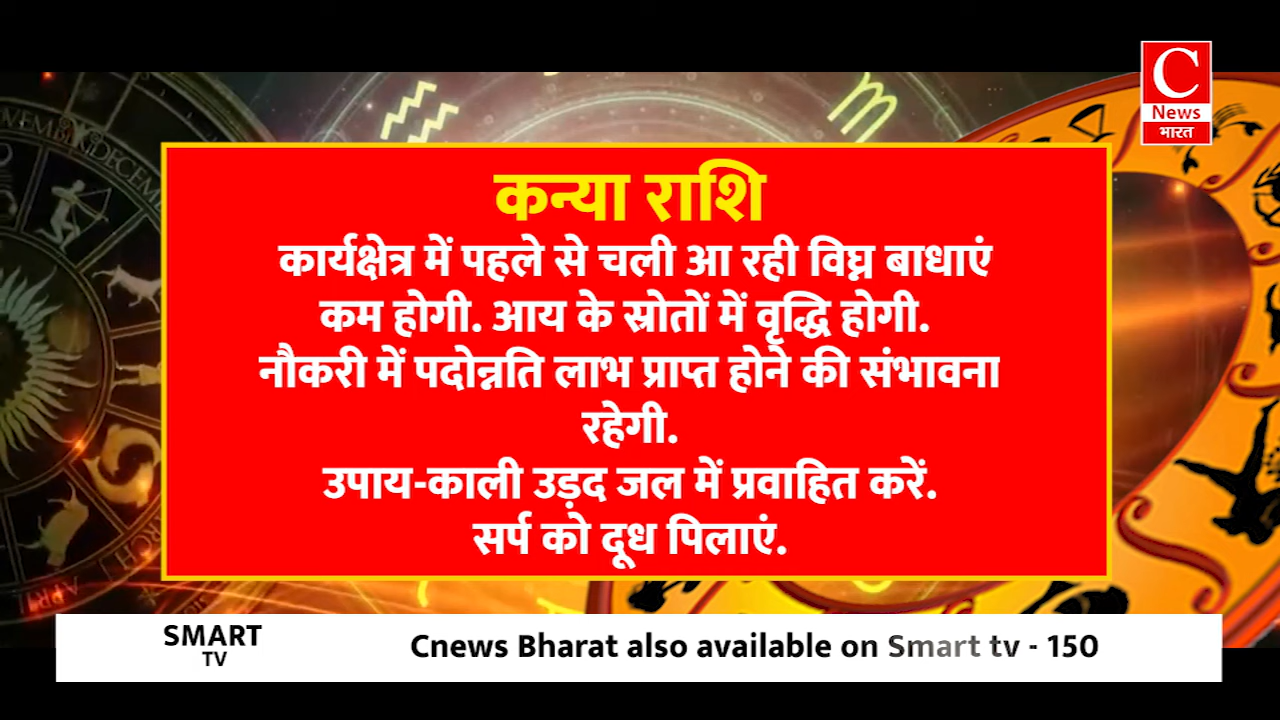 C
News
भारत
कन्या राशि
कार्यक्षेत्र में पहले से चली आ रही विघ्न बाधाएं
कम होगी. आय के स्रोतों में वृद्धि होगी.
नौकरी में पदोन्नति लाभ प्राप्त होने की संभावना
रहेगी.
उपाय-काली उड़द जल में प्रवाहित करें.
सर्प को दूध पिलाएं.
SMART
TV
Cnews Bharat also available on Smart tv - 150